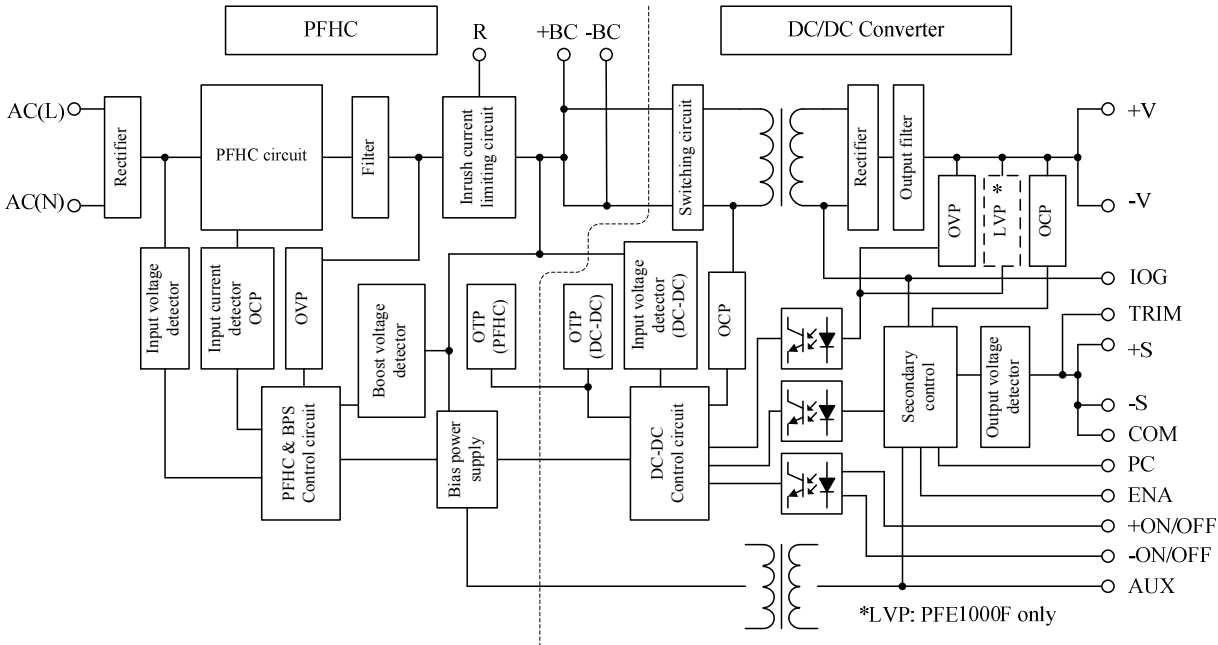 PFHC
DC/DC Converter
R
+BC
-BC
AC(L)
AC(N)
Rectifier
PFHC circuit
Filter
Inrush current
limiting circuit
Switching circuit
Rectifier
Output filter
+V
-V
OVP
LVP
*
OCP
IOG
Input voltage
detector
Input current
detector
OCP
OVP
Boost voltage
detector
OTP
(PFHC)
OTP
(DC-DC)
Input voltage
detector
(DC-DC)
OCP
Secondary
control
Output voltage
detector
TRIM
+S
-S
COM
PC
ENA
+ON/OFF
-ON/OFF
AUX
PFHC & BPS
Control circuit
Bias power
supply
DC-DC
Control circuit
*LVP: PFE1000F only